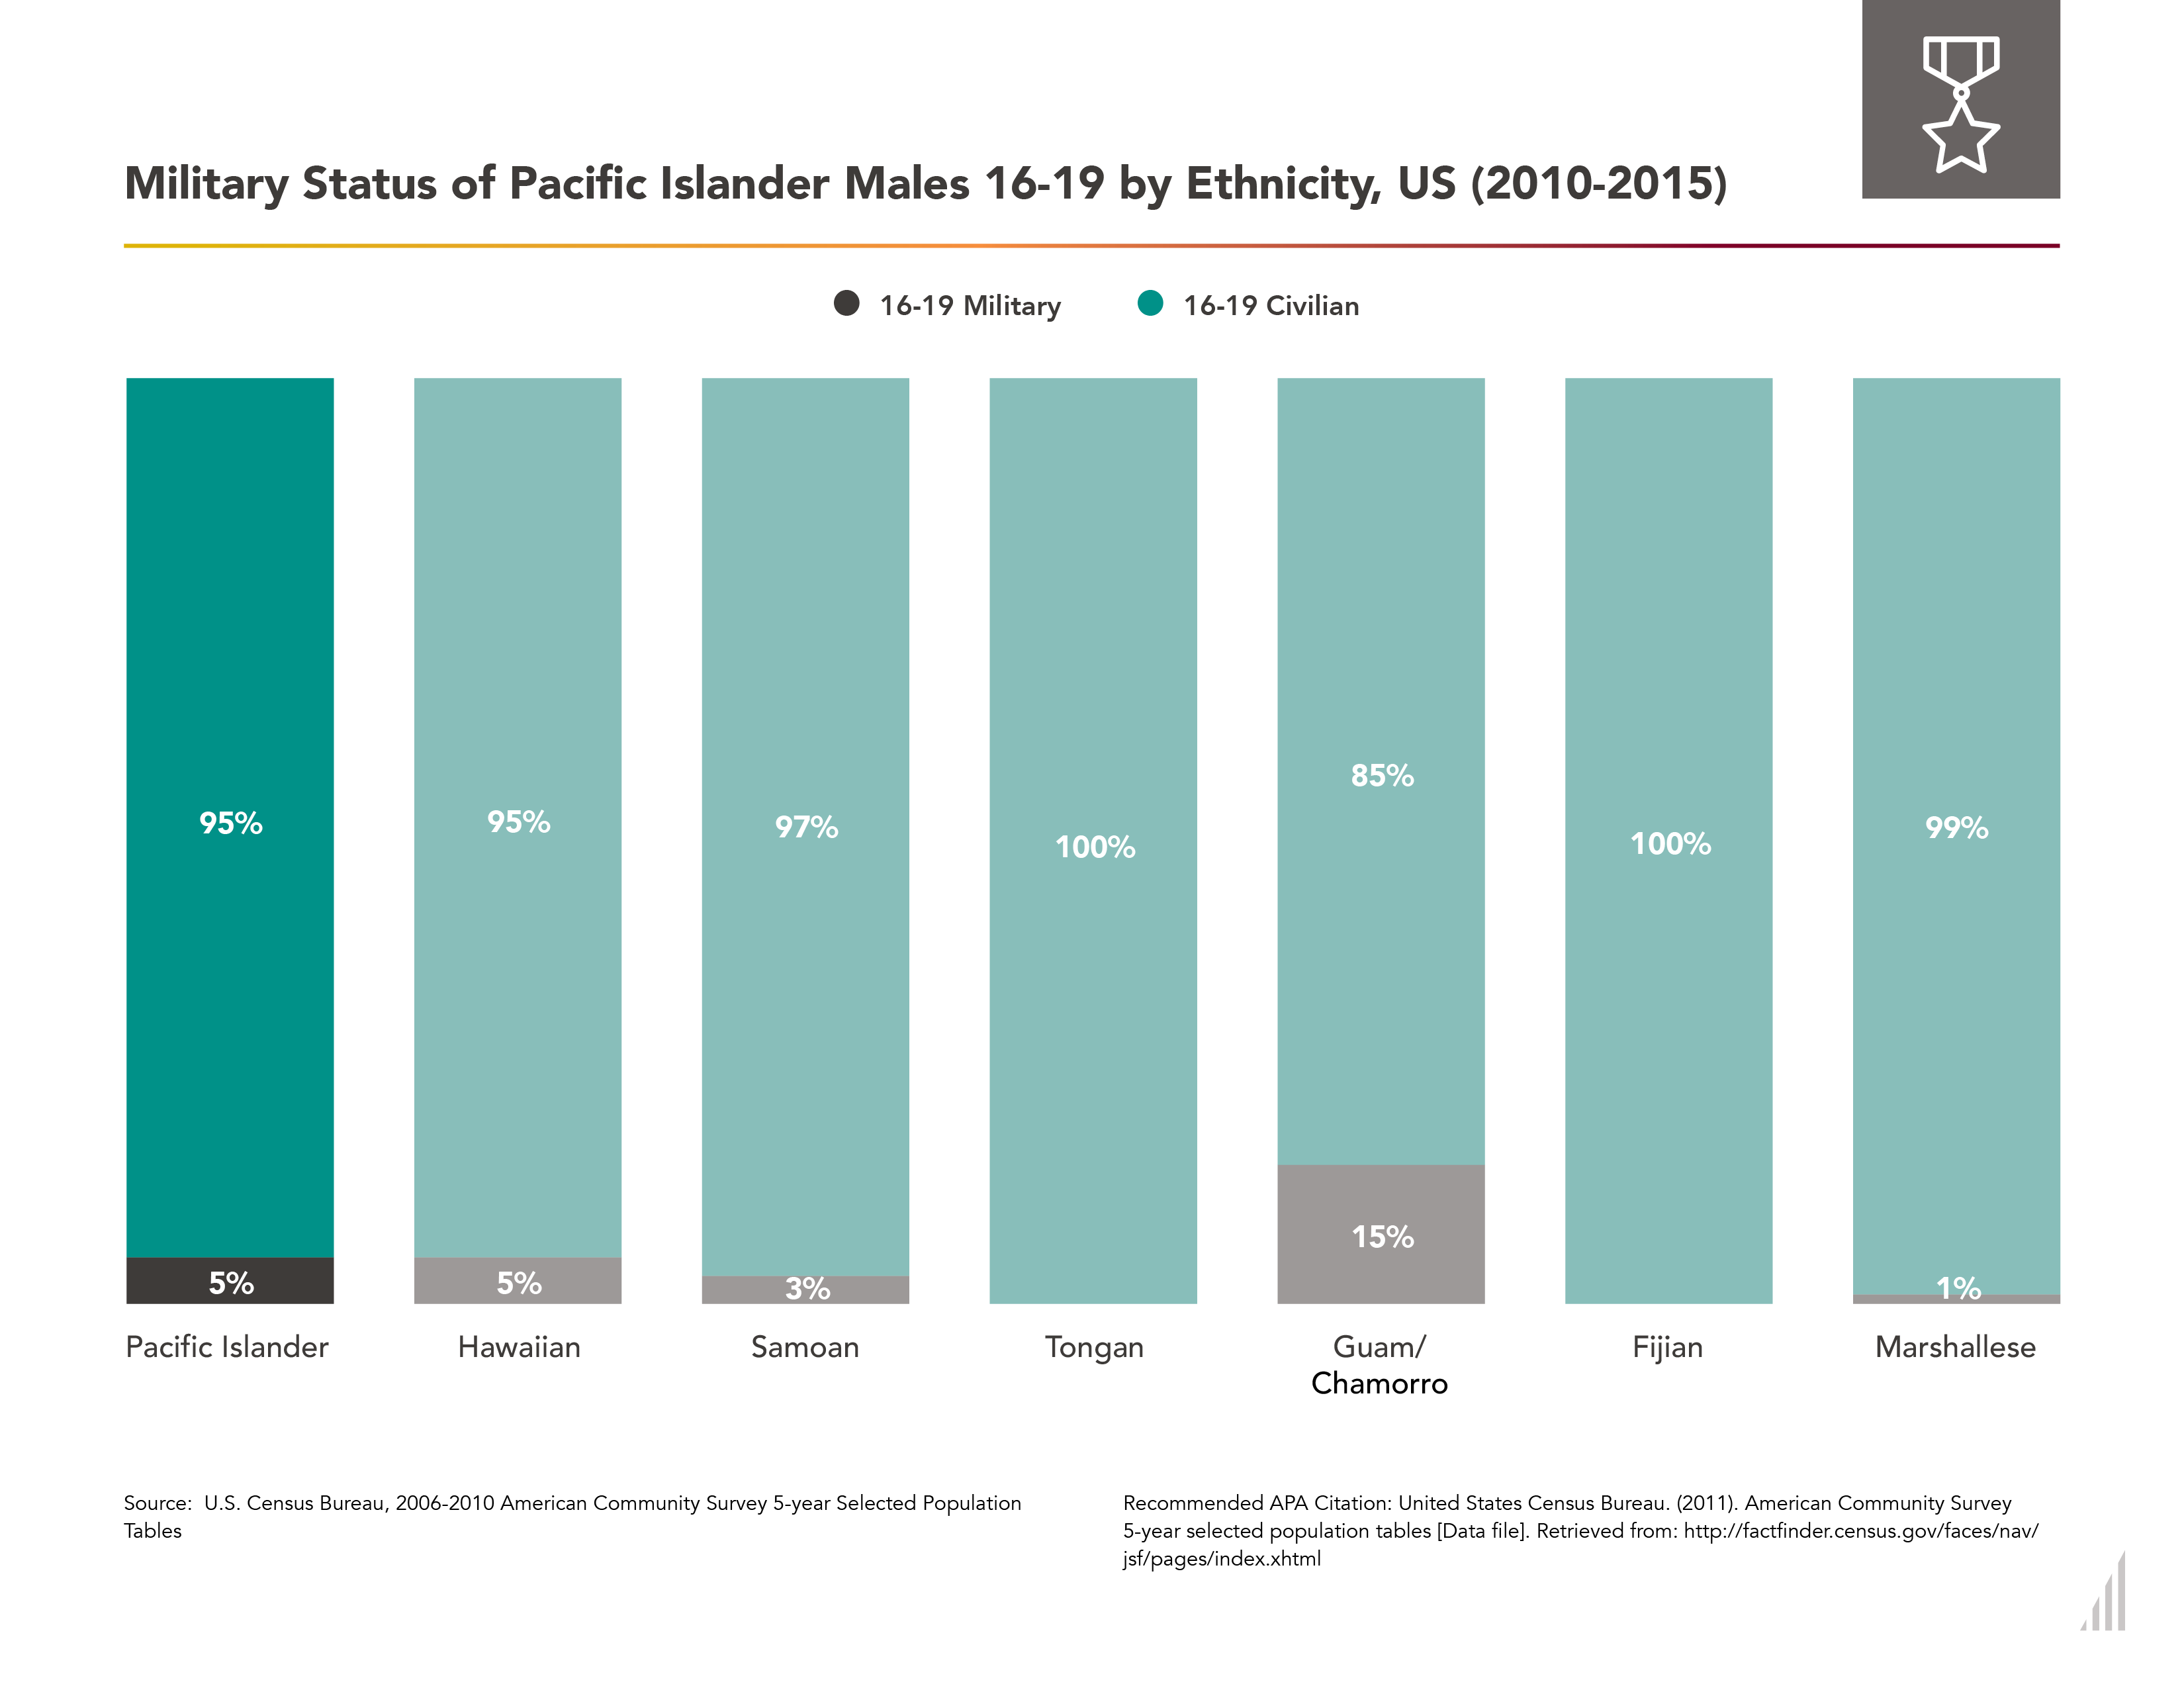 Military Status of Pacific Islander Males 16-19 by Ethnicity, US (2010-2015)
16-19 Military
16-19 Civilian
95%
95%
97%
100%
85%
100%
99%
5%
5%
3%
15%
1%
Pacific Islander
Hawaiian
Samoan
Tongan
Guam/
Chamorro
Fijian
Marshallese
Source:  U.S. Census Bureau, 2006-2010 American Community Survey 5-year Selected Population
Tables
Recommended APA Citation: United States Census Bureau. (2011). American Community Survey
5-year selected population tables [Data file]. Retrieved from: http://factfinder.census.gov/faces/nav/
jsf/pages/index.xhtml